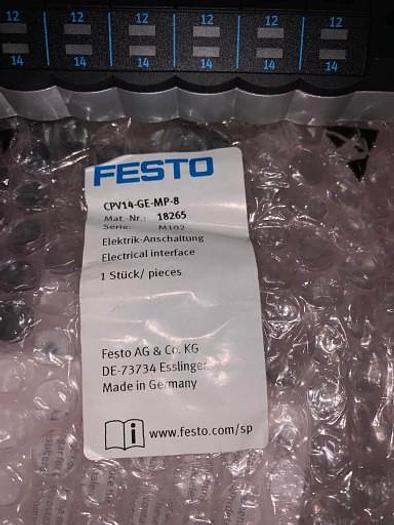 12 12 12 12 12 12
14 14 14 14 14 14
FESTO
CPV14-GE-MP-8
Mat.-Nr.: 18265
Serie: M102
Elektrik-Anschaltung
Electrical interface
1 Stück/ pieces
Festo AG & Co. KG
DE-73734 Esslinge
Made in Germany
i www.festo.com/sp